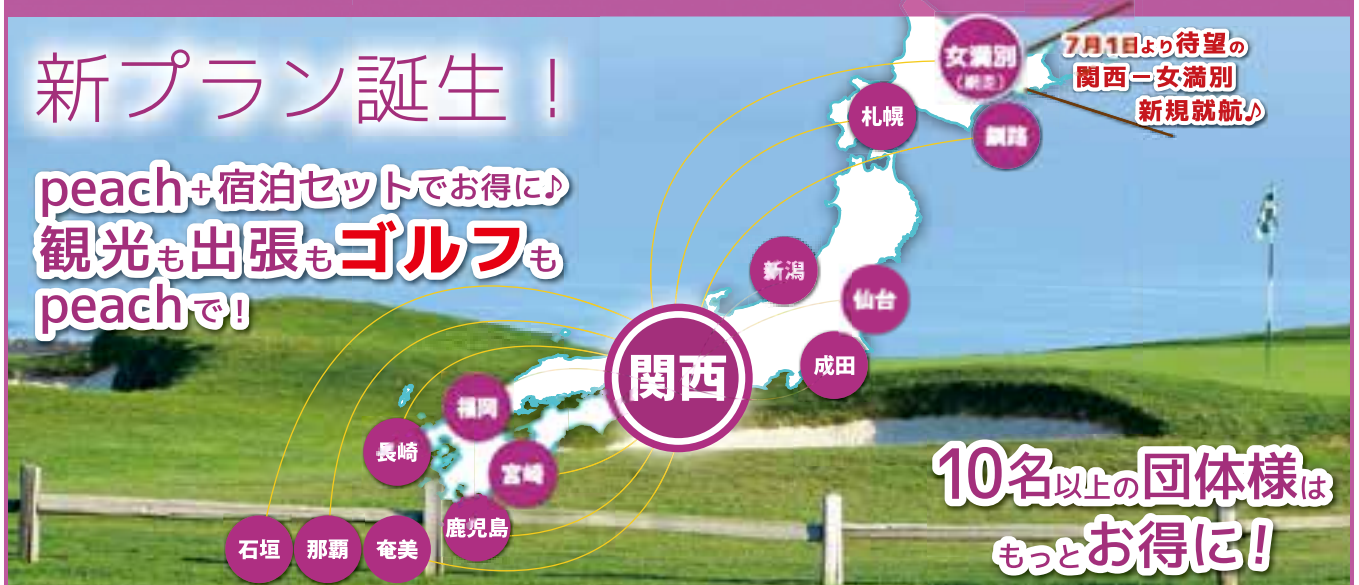 新プラン誕生！
peach+宿泊セットでお得に♪
観光も出張もゴルフも
peachで！
7月1日より待望の
関西－女満別
新規就航♪
女満別
（網走）
札幌
釧路
新潟
仙台
成田
関西
福岡
長崎
宮崎
鹿児島
石垣
那覇
奄美
10名以上の団体様は
もっとお得に！